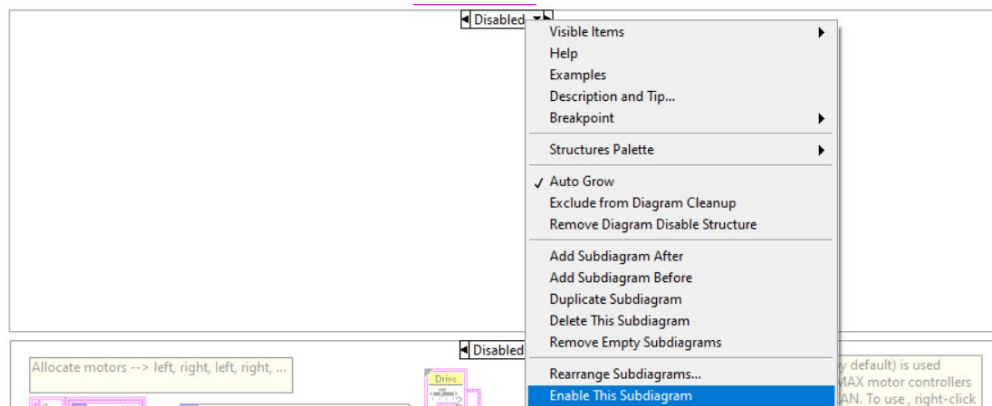 Disabled
Visible Items
Help
Examples
Description and Tip...
Breakpoint
Structures Palette
Auto Grow
Exclude from Diagram Cleanup
Remove Diagram Disable Structure
Add Subdiagram After
Add Subdiagram Before
Duplicate Subdiagram
Delete This Subdiagram
Remove Empty Subdiagrams
Rearrange Subdiagrams...
Enable This Subdiagram
Disabled
Allocate motors --> left, right, left, right, ...
Drive
y default) is used
MAX motor controllers
AN. To use , right-click